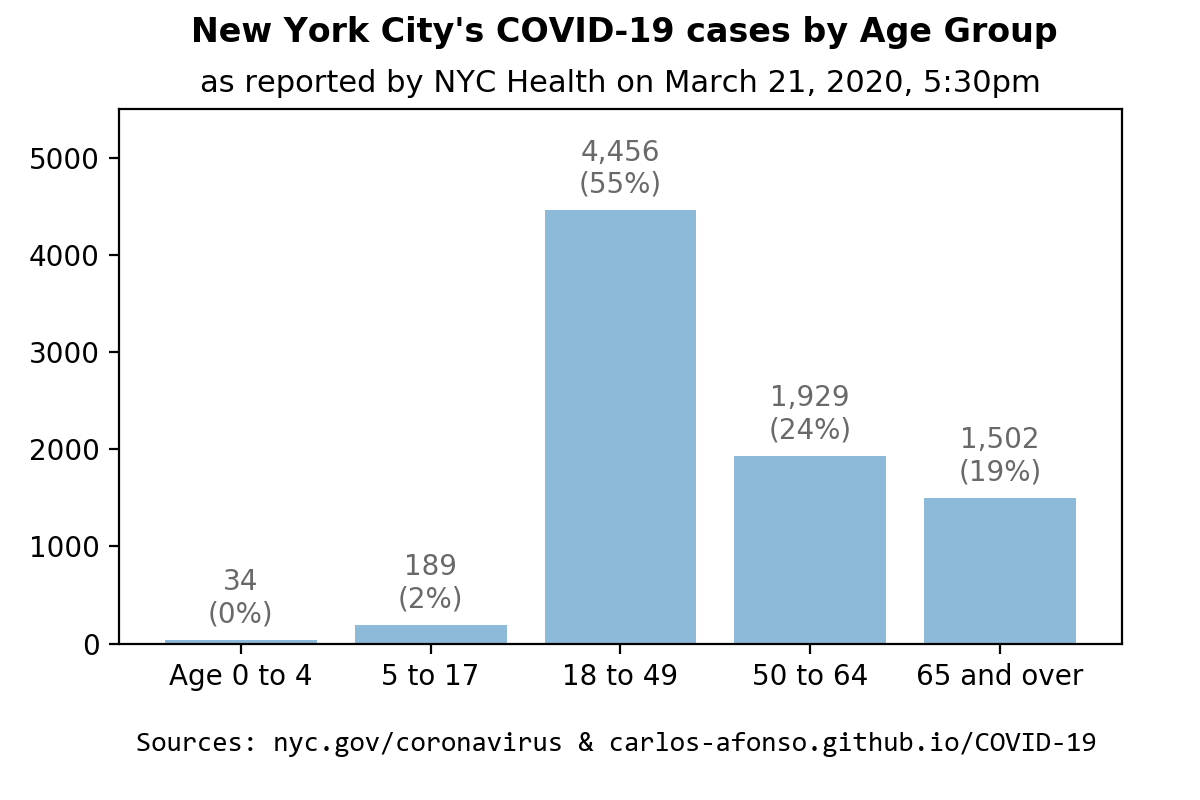 New York City's COVID-19 cases by Age Group
as reported by NYC Health on March 21, 2020, 5:30pm
5000
4000
3000
2000
1000
0
34
(0%)
189
(2%)
4,456
(55%)
1,929
(24%)
1,502
(19%)
Age 0 to 4
5 to 17
18 to 49
50 to 64
65 and over
Sources: nyc.gov/coronavirus & carlos-afonso.github.io/COVID-19